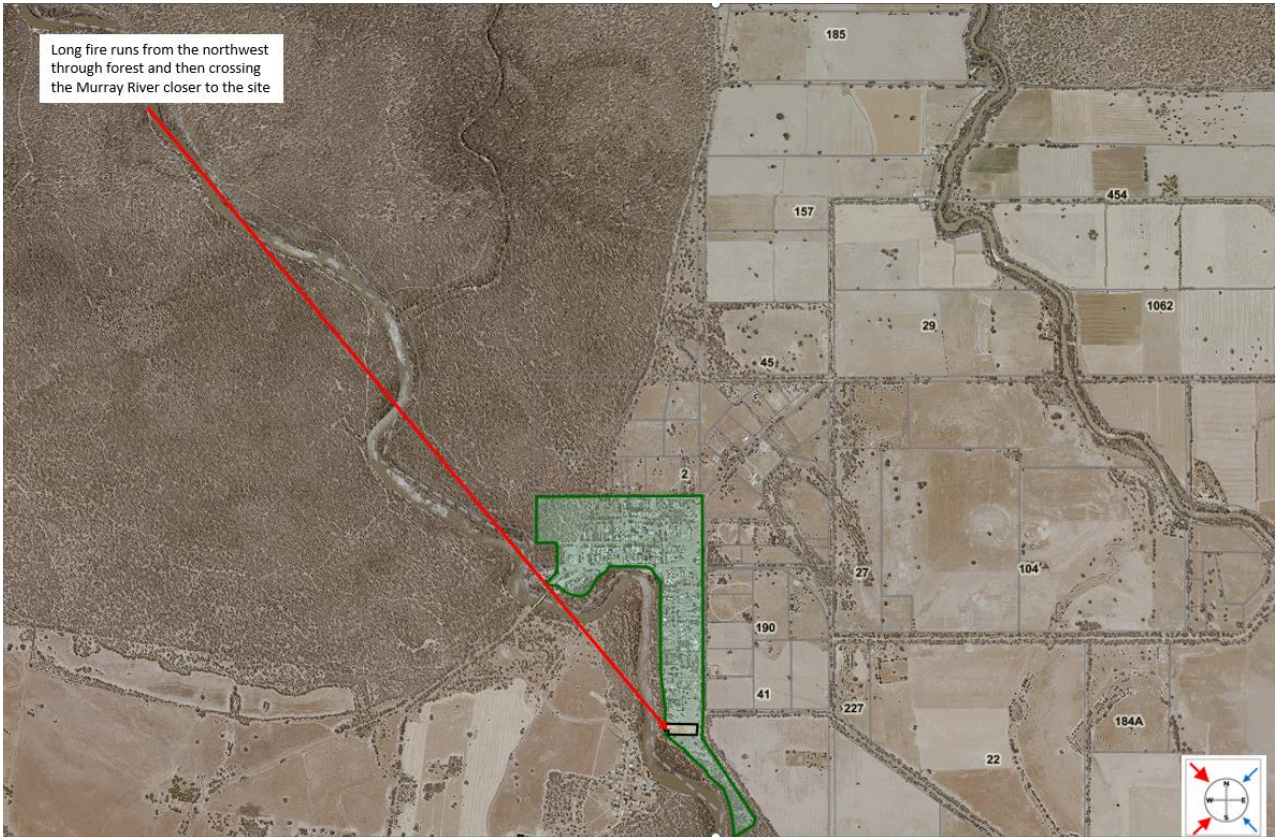 Long fire runs from the northwest
through forest and then crossing
the Murray River closer to the site
185
454
157
1062
29
45
2
27
104
190
41
227
184A
22
N
W E
S